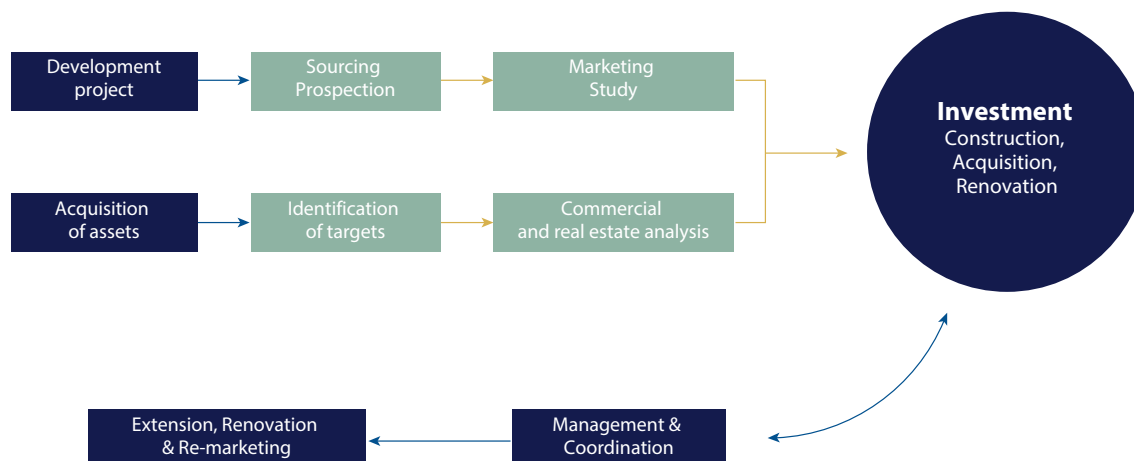 Development
project
Sourcing
Prospection
Marketing
Study
Investment
Construction,
Acquisition,
Renovation
Acquisition
of assets
Identification
of targets
Commercial
and real estate analysis
Extension, Renovation
& Re-marketing
Management &
Coordination